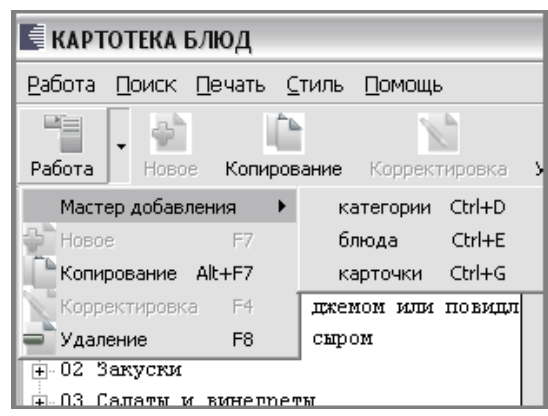 КАРТОТЕКА БЛЮД
Работа Поиск Печать Стиль Помощь
Работа Новое Копирование Корректировка
Мастер добавления
Новое F7
Копирование Alt+F7
Корректировка F4
Удаление F8
категории Ctrl+D
блюда Ctrl+E
карточки Ctrl+G
джемом или повидл
сыром
02 Закуски
03 Салаты и винегреты